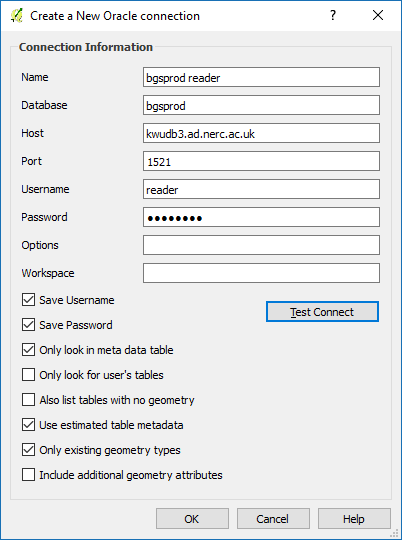 Create a New Oracle connection
Connection Information
Name bgsprod reader
Database bgsprod
Host kwudb3.ad.nerc.ac.uk
Port 1521
Username reader
Password ●●●●●●●●
Options
Workspace
Save Username
Test Connect
Save Password
Only look in meta data table
Only look for user's tables
Also list tables with no geometry
Use estimated table metadata
Only existing geometry types
Include additional geometry attributes
OK Cancel Help